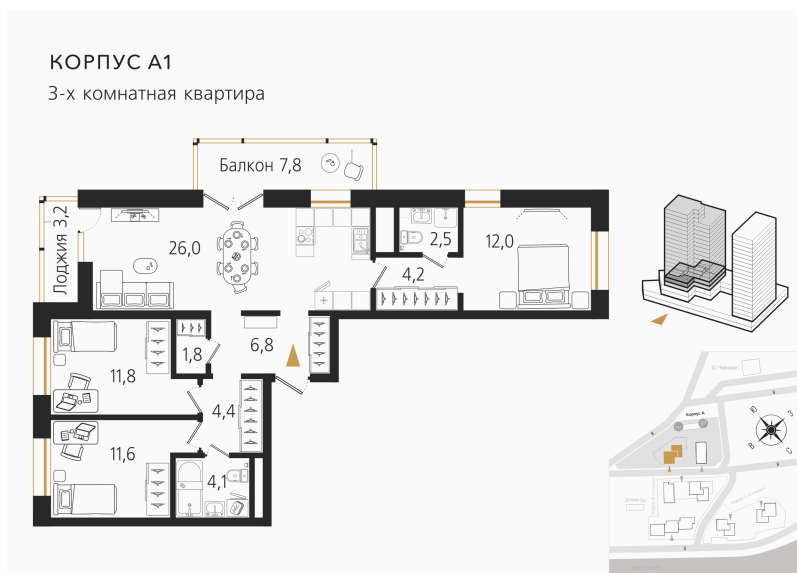 КОРПУС А1
3-х комнатная квартира
Балкон 7,8
Лоджия 3,2
26,0
2,5
12,0
4,2
1,8
6,8
11,8
4,4
11,6
4,1
Корпус А
Ю
З
В
С